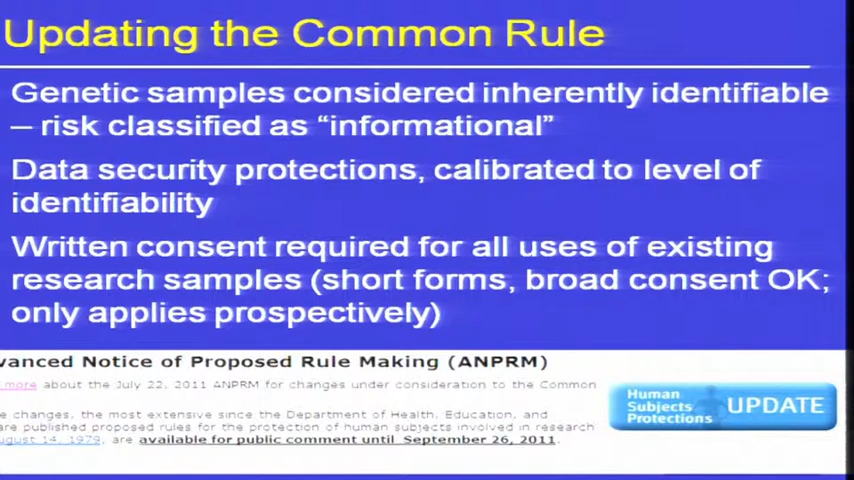 Updating the Common Rule
Genetic samples considered inherently identifiable
– risk classified as “informational”
Data security protections, calibrated to level of
identifiability
Written consent required for all uses of existing
research samples (short forms, broad consent OK;
only applies prospectively)
vanced Notice of Proposed Rule Making (ANPRM)
more about the July 22, 2011 ANPRM for changes under consideration to the Common
e changes, the most extensive since the Department of Health, Education, and
are published proposed rules for the protection of human subjects involved in research
ugust 14, 1979, are available for public comment until September 26, 2011.
Human
Subjects
Protections
UPDATE